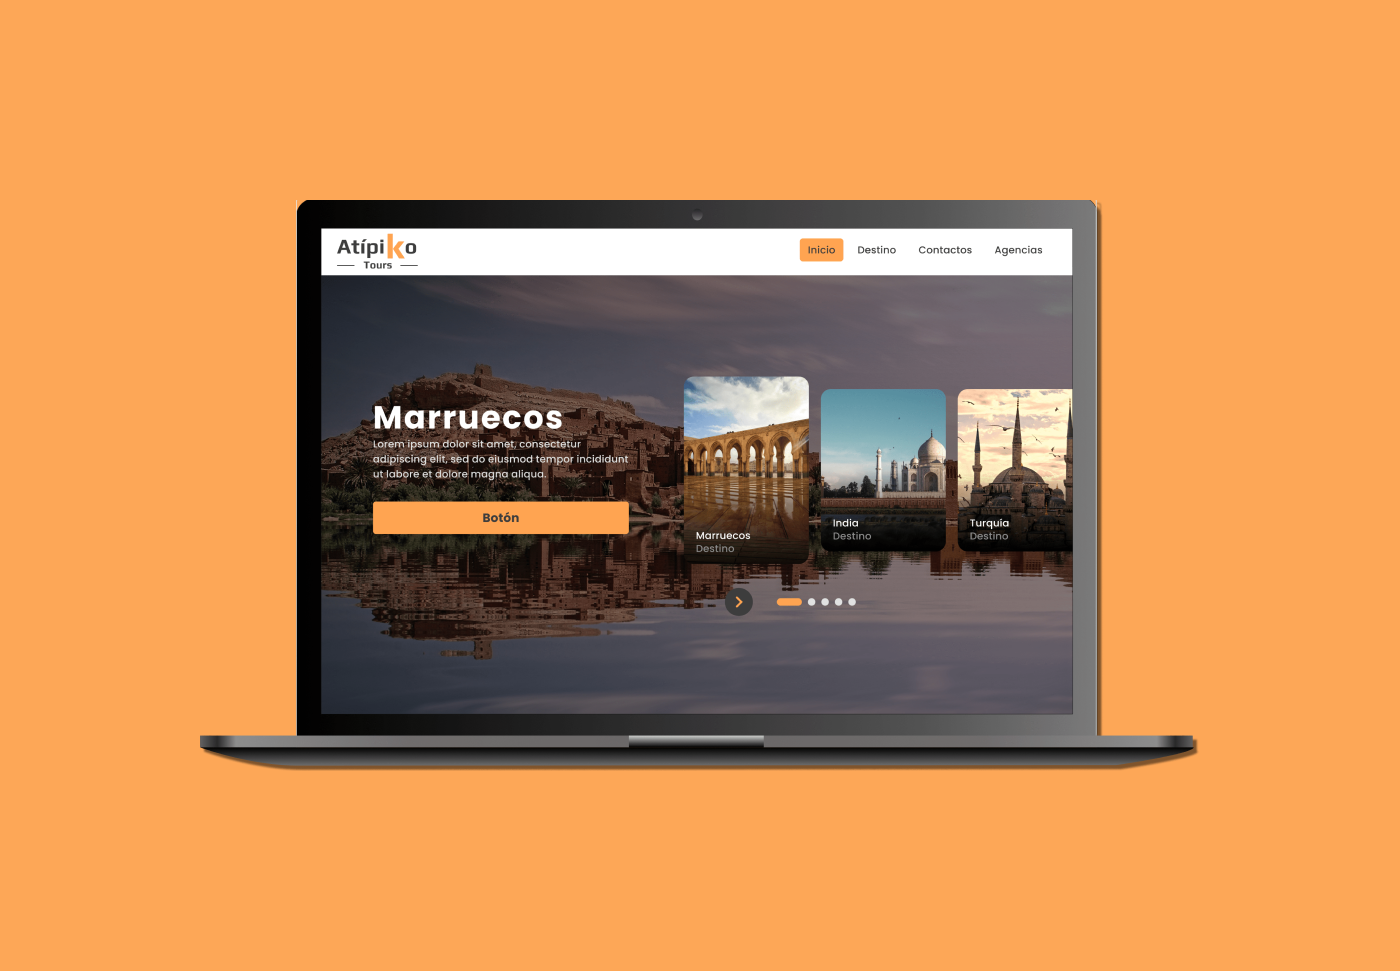 Atípiko
Tours
Inicio
Destino
Contactos
Agencias
Marruecos
Lorem ipsum dolor sit amet, consectetur
adipiscing elit, sed do eiusmod tempor incididunt
ut labore et dolore magna aliqua.
Botón
Marruecos
Destino
India
Destino
Turquía
Destino